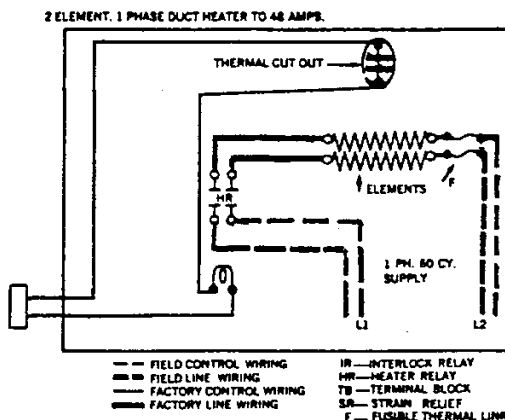 2 ELEMENT. 1 PHASE DUCT HEATER TO 48 AMPS.
THERMAL CUT OUT
HR
ELEMENTS
F
1 PH. 60 CY.
SUPPLY
L1
L2
FIELD CONTROL WIRING
FIELD LINE WIRING
FACTORY CONTROL WIRING
FACTORY LINE WIRING
IR — INTERLOCK RELAY
HR — HEATER RELAY
TB — TERMINAL BLOCK
SR — STRAIN RELIEF
F — FUSIBLE THERMAL LINK